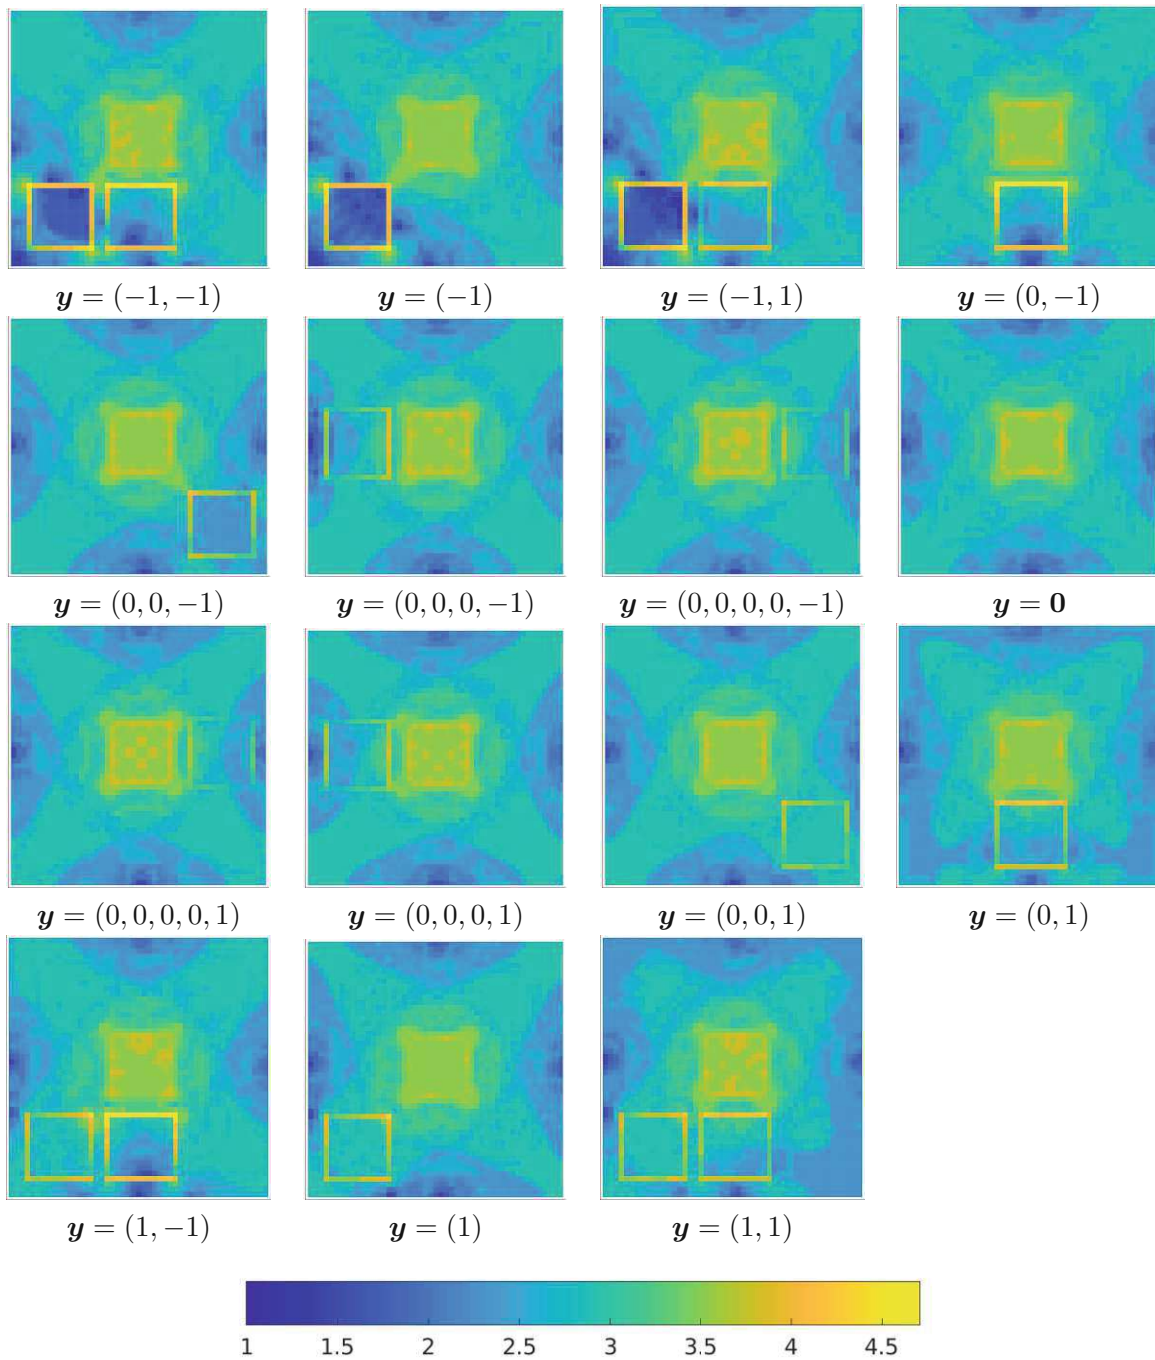 y = (−1, −1) y = (−1) y = (−1, 1) y = (0, −1)
y = (0, 0, −1) y = (0, 0, 0, −1) y = (0, 0, 0, 0, −1) y = 0
y = (0, 0, 0, 0, 1) y = (0, 0, 0, 1) y = (0, 0, 1) y = (0, 1)
y = (1, −1) y = (1) y = (1, 1)
1 1.5 2 2.5 3 3.5 4 4.5